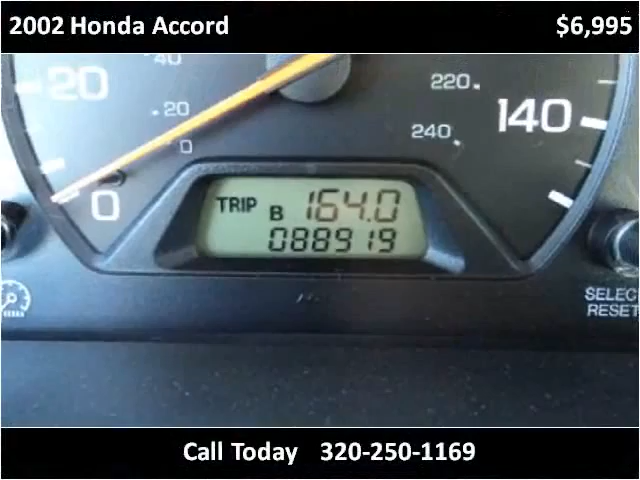 2002 Honda Accord $6,995
40
20 220
20 240 140
0
0 TRIP B 164.0
088919
SELECT
RESET
Call Today 320-250-1169